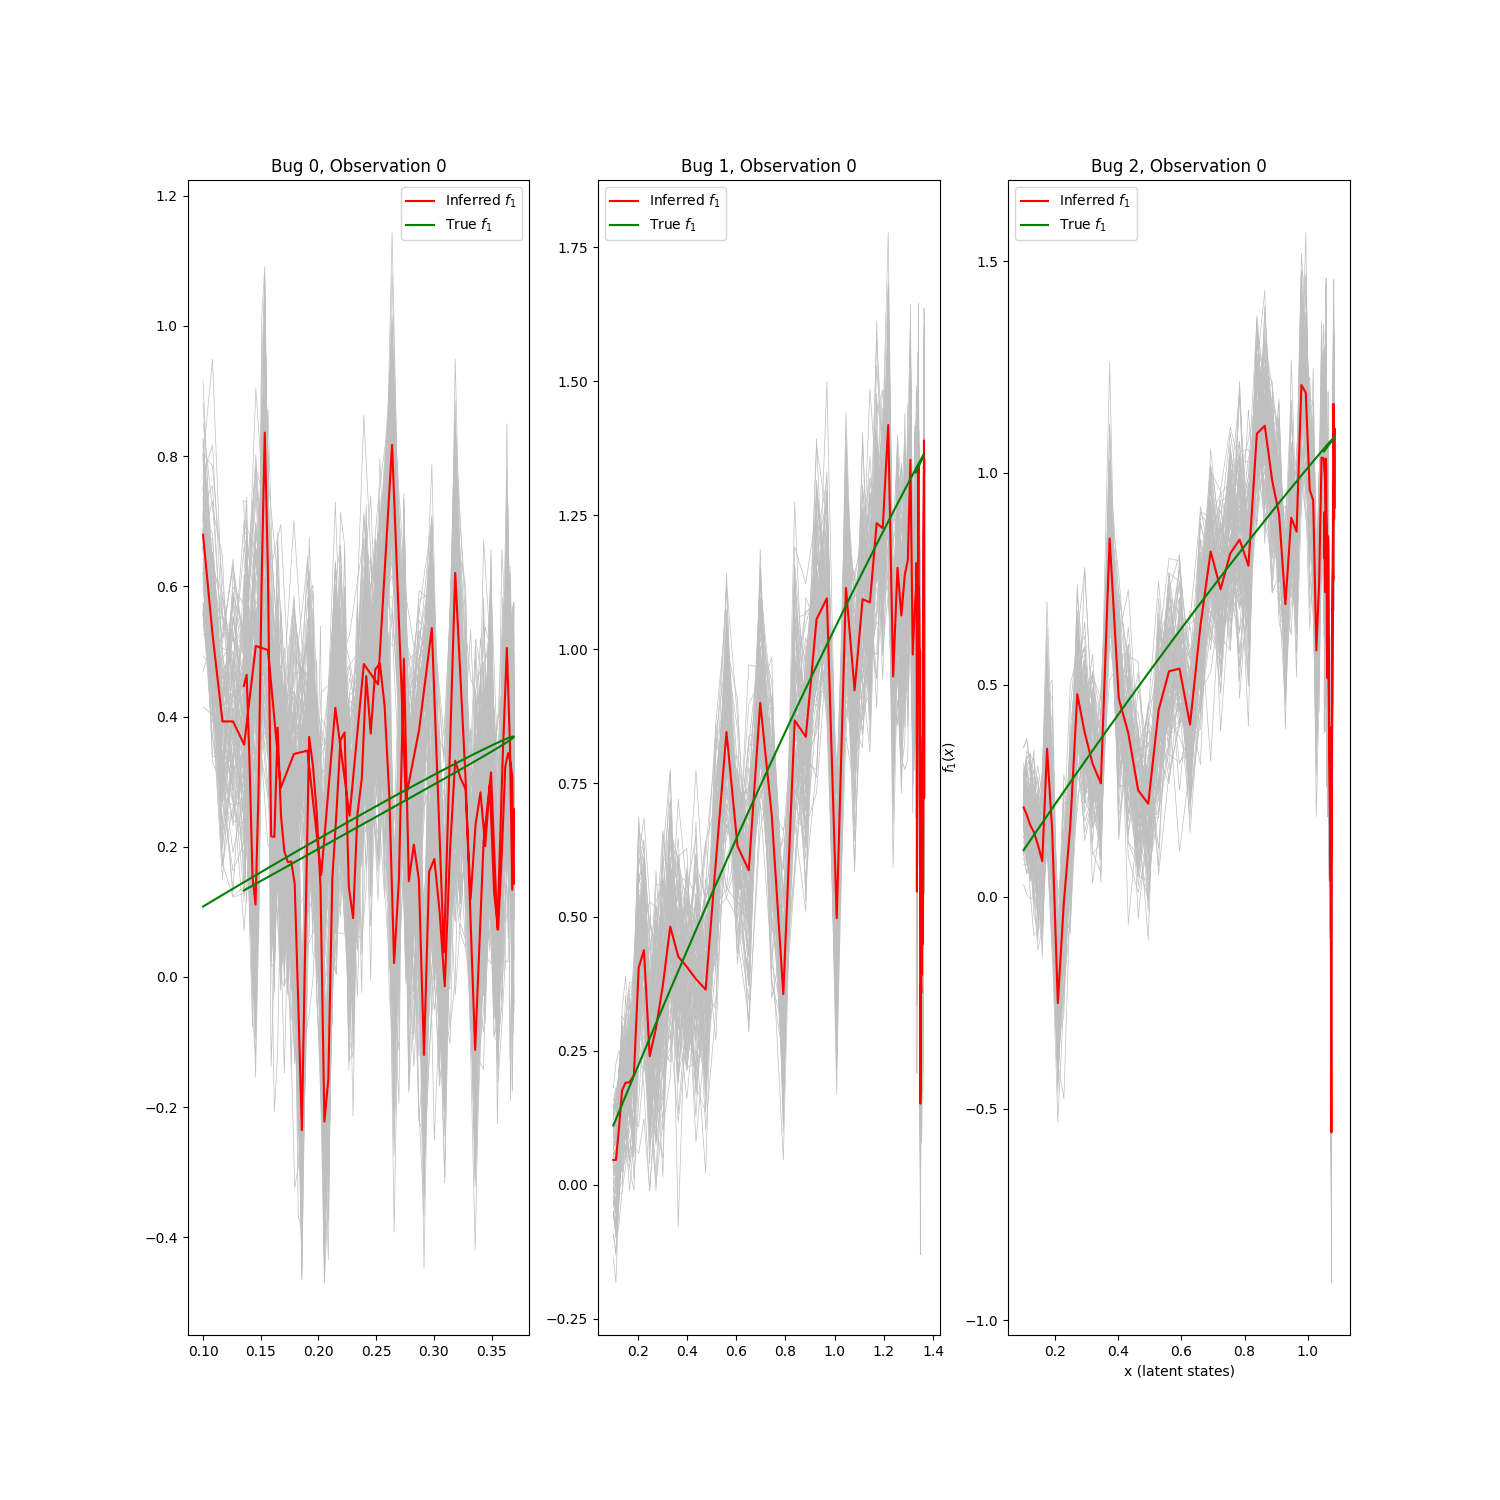 Bug 0, Observation 0
Inferred f₁
True f₁
1.2
1.0
0.8
0.6
0.4
0.2
0.0
−0.2
−0.4
0.10 0.15 0.20 0.25 0.30 0.35
Bug 1, Observation 0
Inferred f₁
True f₁
1.75
1.50
1.25
1.00
0.75
0.50
0.25
0.00
−0.25
0.2 0.4 0.6 0.8 1.0 1.2 1.4
Bug 2, Observation 0
Inferred f₁
True f₁
f₁(x)
1.5
1.0
0.5
0.0
−0.5
−1.0
0.2 0.4 0.6 0.8 1.0
x (latent states)